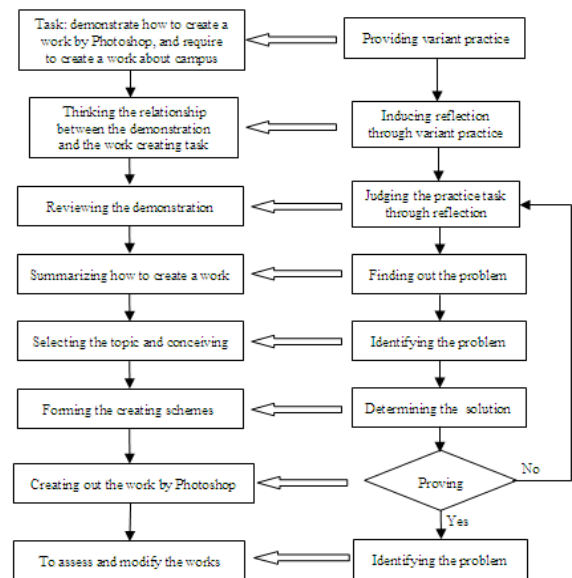 Task: demonstrate how to create a
work by Photoshop, and require
to create a work about campus
Providing variant practice
Thinking the relationship
between the demonstration
and the work creating task
Inducing reflection
through variant practice
Reviewing the demonstration
Judging the practice task
through reflection
Summarizing how to create a work
Finding out the problem
Selecting the topic and conceiving
Identifying the problem
Forming the creating schemes
Determining the solution
Creating out the work by Photoshop
Proving
No
Yes
To assess and modify the works
Identifying the problem